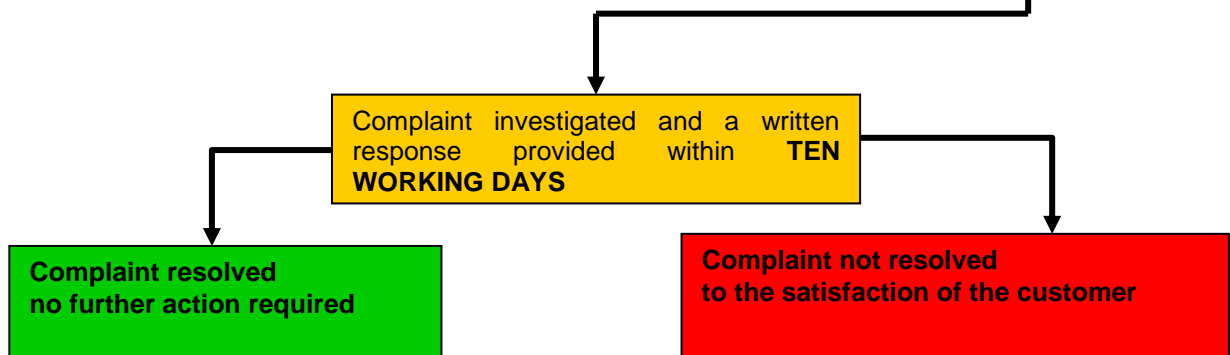 Complaint investigated and a written
response provided within TEN
WORKING DAYS
Complaint resolved
no further action required
Complaint not resolved
to the satisfaction of the customer